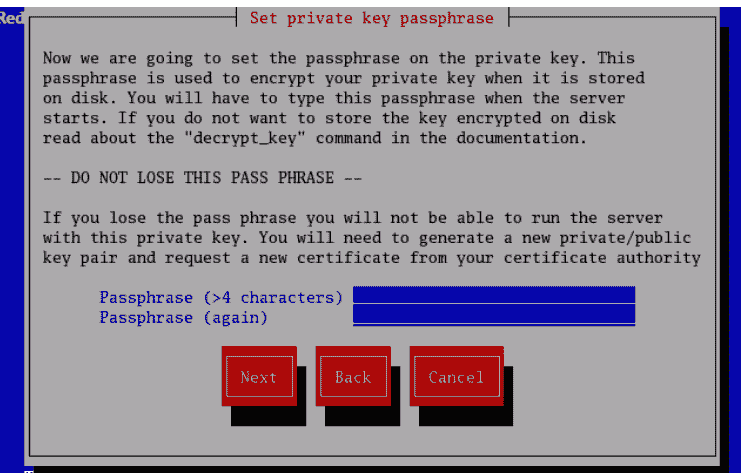 Red
Set private key passphrase
Now we are going to set the passphrase on the private key. This
passphrase is used to encrypt your private key when it is stored
on disk. You will have to type this passphrase when the server
starts. If you do not want to store the key encrypted on disk
read about the "decrypt_key" command in the documentation.
-- DO NOT LOSE THIS PASS PHRASE --
If you lose the pass phrase you will not be able to run the server
with this private key. You will need to generate a new private/public
key pair and request a new certificate from your certificate authority
Passphrase (>4 characters)
Passphrase (again)
Next Back Cancel